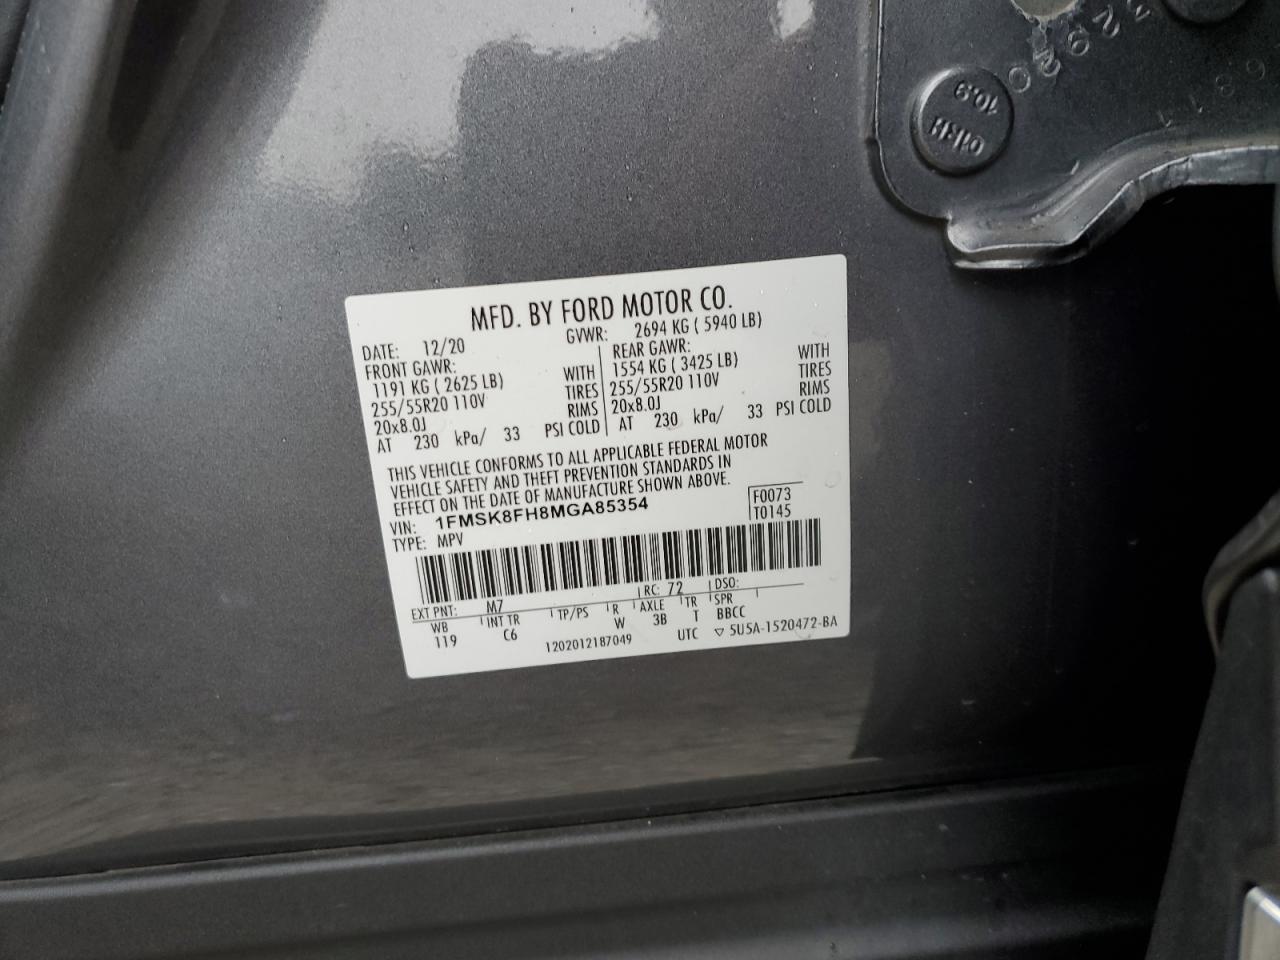 32920
6811
10.9
MFD. BY FORD MOTOR CO.
DATE: 12/20 GVWR: 2694 KG ( 5940 LB)
FRONT GAWR: REAR GAWR:
1191 KG ( 2625 LB) WITH 1554 KG ( 3425 LB) WITH
255/55R20 110V TIRES 255/55R20 110V TIRES
20x8.0J RIMS 20x8.0J RIMS
AT 230 kPa/ 33 PSI COLD AT 230 kPa/ 33 PSI COLD
THIS VEHICLE CONFORMS TO ALL APPLICABLE FEDERAL MOTOR
VEHICLE SAFETY AND THEFT PREVENTION STANDARDS IN
EFFECT ON THE DATE OF MANUFACTURE SHOWN ABOVE.
VIN: 1FMSK8FH8MGA85354 F0073
TYPE: MPV T0145
EXT PNT: M7 RC: 72 DSO:
WB INT TR TP/PS R AXLE TR SPR
119 C6 W 3B T BBCC
1202012187049 UTC ▽ 5U5A-1520472-BA